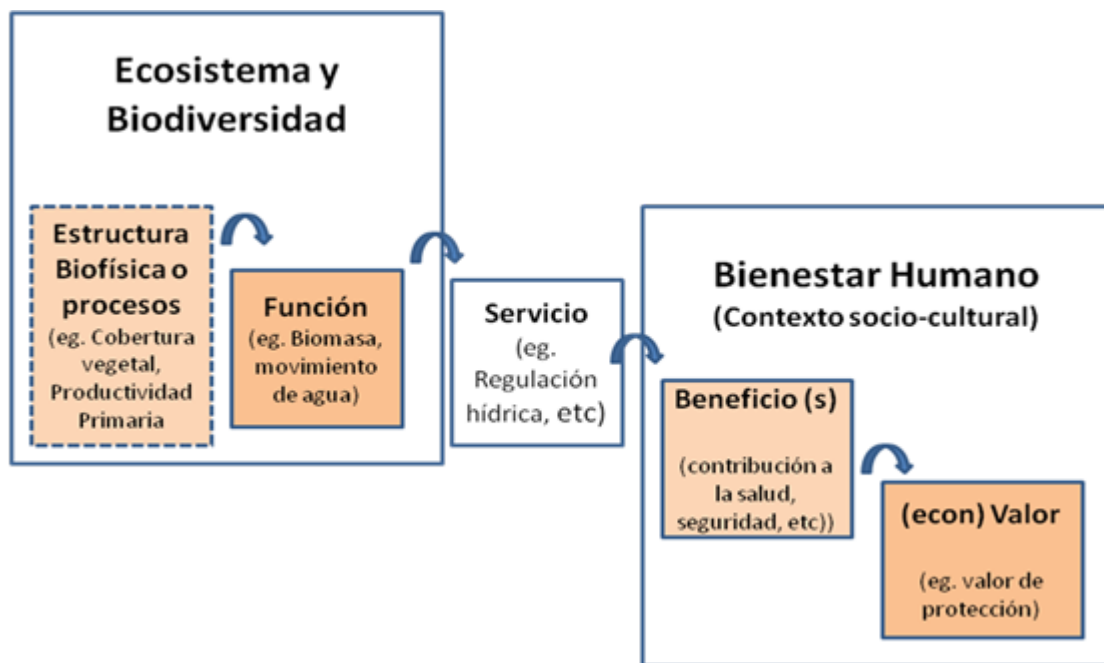 Ecosistema y
Biodiversidad
Estructura
Biofísica o
procesos
(eg. Cobertura
vegetal,
Productividad
Primaria
Función
(eg. Biomasa,
movimiento
de agua)
Servicio
(eg.
Regulación
hídrica, etc)
Bienestar Humano
(Contexto socio-cultural)
Beneficio (s)
(contribución a
la salud,
seguridad, etc))
(econ) Valor
(eg. valor de
protección)